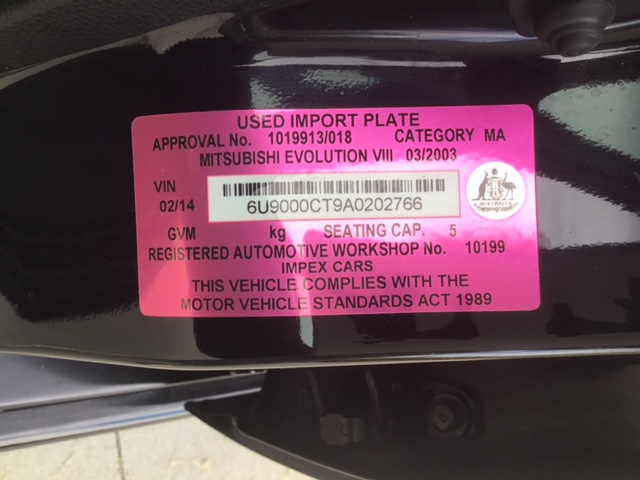 USED IMPORT PLATE
APPROVAL No. 1019913/018 CATEGORY MA
MITSUBISHI EVOLUTION VIII 03/2003
VIN
02/14 6U9000CT9A0202766
AUSTRALIA
GVM kg SEATING CAP. 5
REGISTERED AUTOMOTIVE WORKSHOP No. 10199
IMPEX CARS
THIS VEHICLE COMPLIES WITH THE
MOTOR VEHICLE STANDARDS ACT 1989